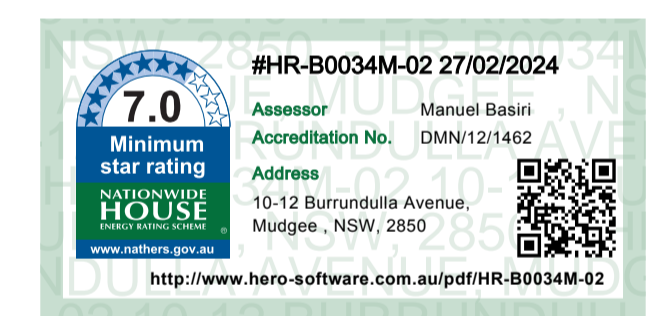 #HR-B0034M-02 27/02/2024
7.0
Minimum
star rating
NATIONWIDE
HOUSE
ENERGY RATING SCHEME ®
www.nathers.gov.au
Assessor Manuel Basiri
Accreditation No. DMN/12/1462
Address
10-12 Burrundulla Avenue,
Mudgee , NSW, 2850
http://www.hero-software.com.au/pdf/HR-B0034M-02